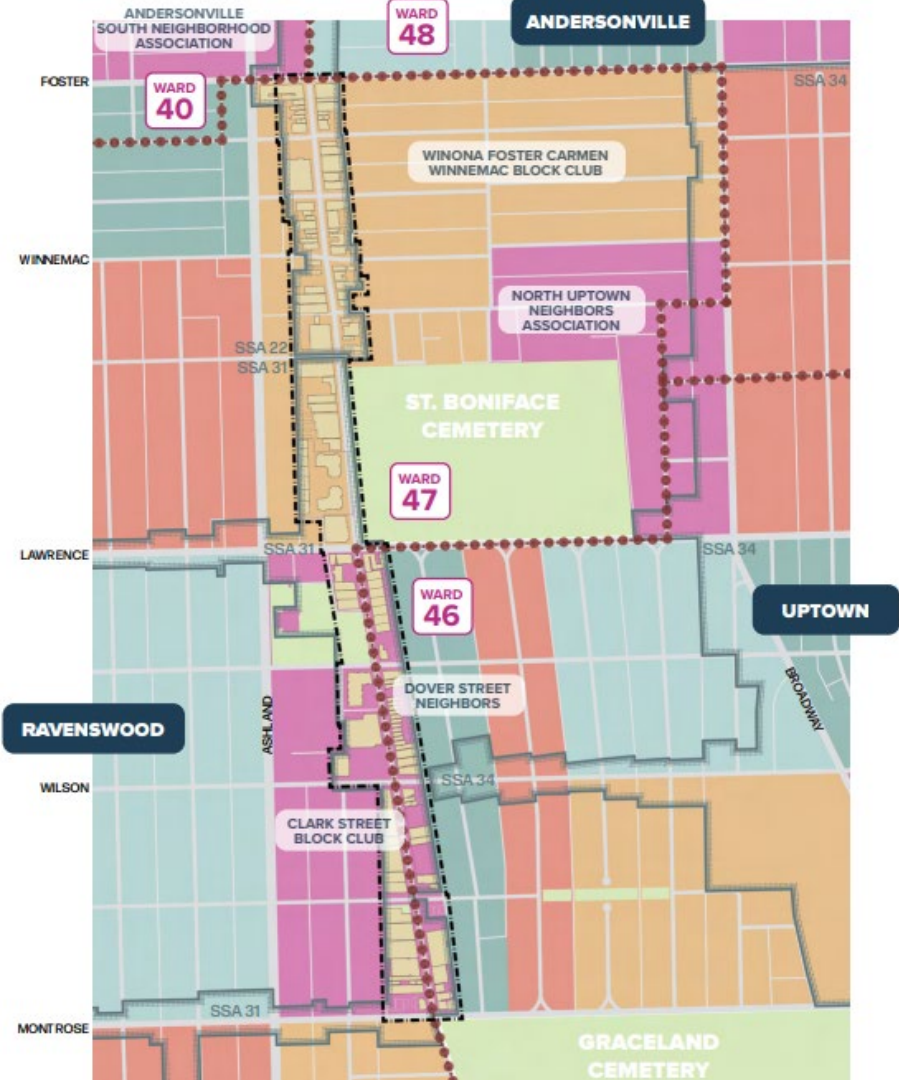 ANDERSONVILLE
SOUTH NEIGHBORHOOD
ASSOCIATION
WARD
48
ANDERSONVILLE
FOSTER
WARD
40
SSA 34
WINONA FOSTER CARMEN
WINNEMAC BLOCK CLUB
WINNEMAC
NORTH UPTOWN
NEIGHBORS
ASSOCIATION
SSA 22
SSA 31
ST. BONIFACE
CEMETERY
WARD
47
LAWRENCE
SSA 31
SSA 34
WARD
46
UPTOWN
DOVER STREET
NEIGHBORS
BROADWAY
ASHLAND
RAVENSWOOD
WILSON
SSA 34
CLARK STREET
BLOCK CLUB
SSA 31
MONTROSE
GRACELAND
CEMETERY